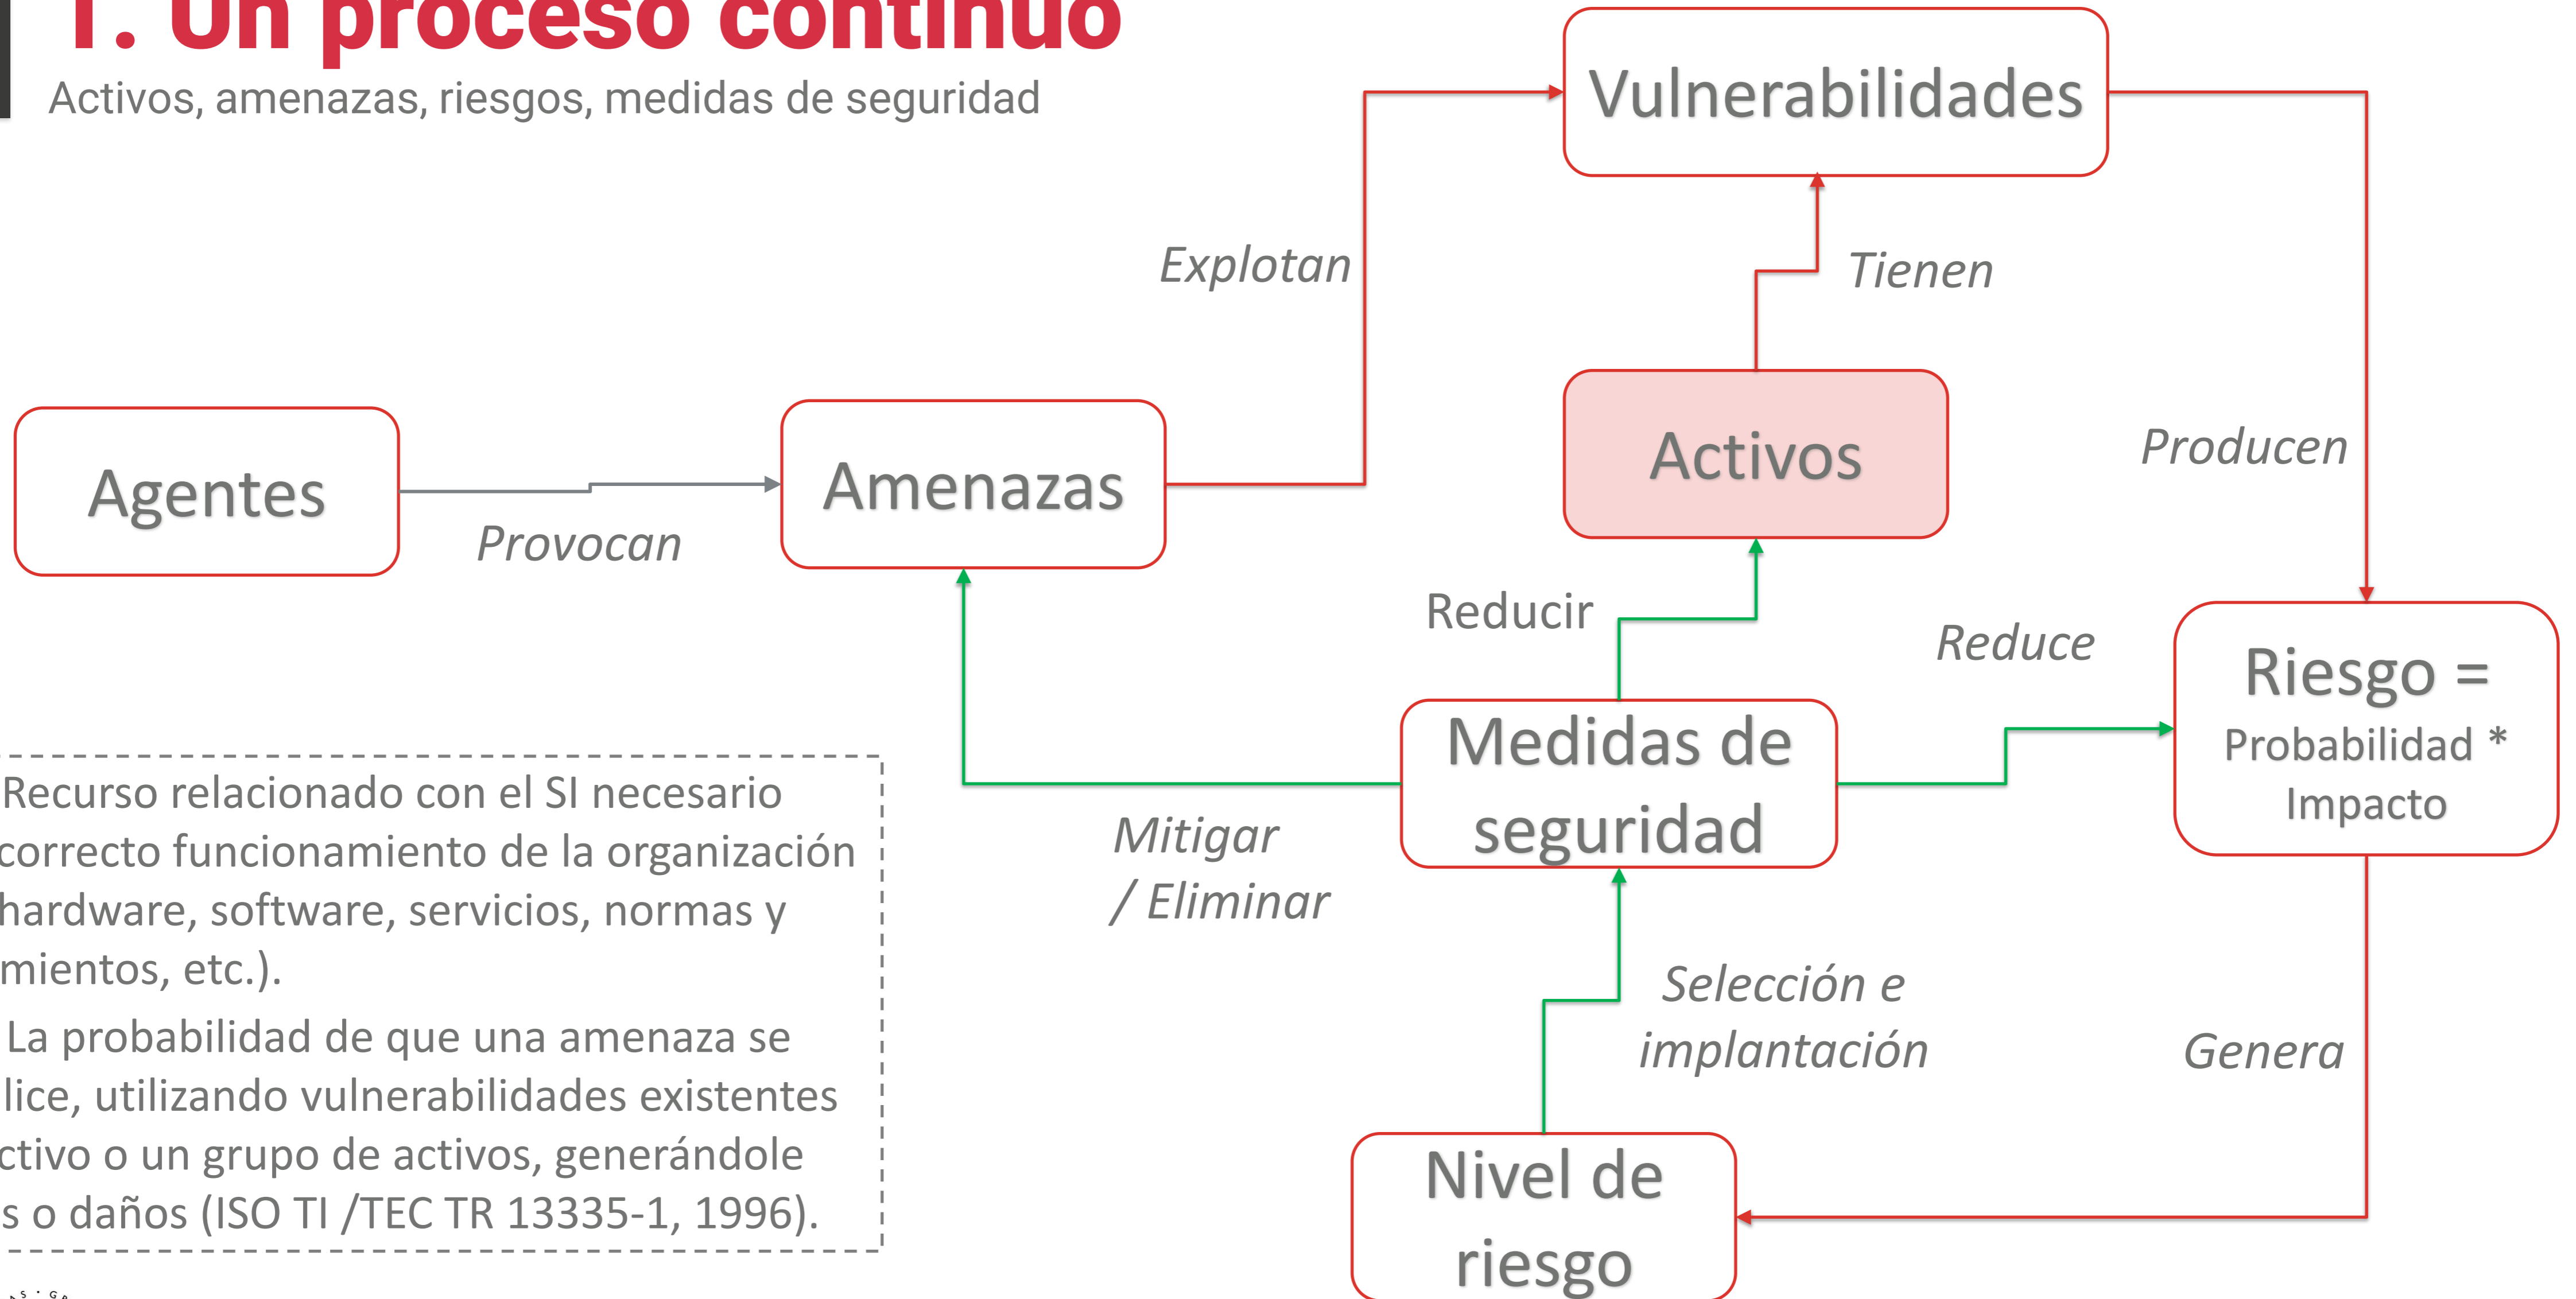 1. Un proceso continuo
Activos, amenazas, riesgos, medidas de seguridad
Vulnerabilidades
Explotan
Tienen
Agentes
Provocan
Amenazas
Activos
Producen
Reducir
Reduce
Medidas de
seguridad
Riesgo =
Probabilidad *
Impacto
Mitigar
/ Eliminar
Selección e
implantación
Genera
Nivel de
riesgo
Recurso relacionado con el SI necesario
correcto funcionamiento de la organización
hardware, software, servicios, normas y
mientos, etc.).
La probabilidad de que una amenaza se
lice, utilizando vulnerabilidades existentes
ctivo o un grupo de activos, generándole
s o daños (ISO TI /TEC TR 13335-1, 1996).